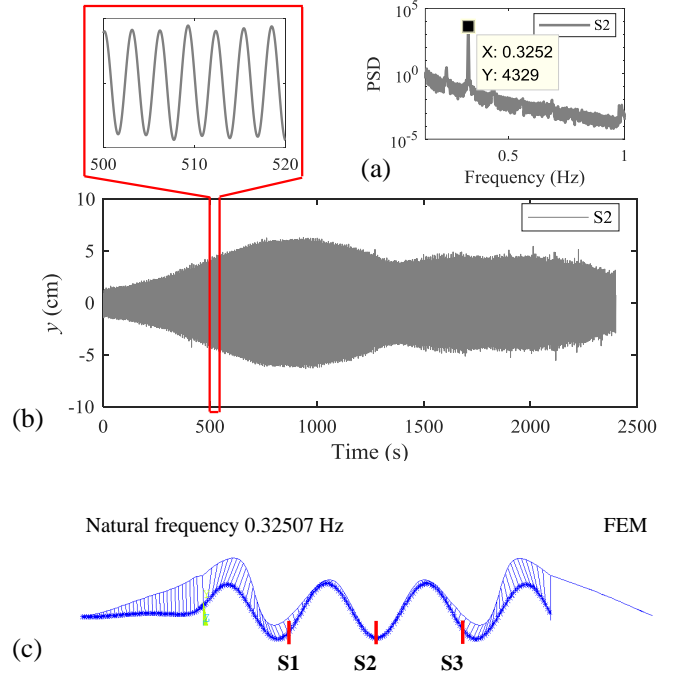 500 510 520
10^5
10^0
10^-5
PSD
S2
X: 0.3252
Y: 4329
0.5 1
Frequency (Hz)
(a)
10
5
0
-5
-10
y (cm)
S2
0 500 1000 1500 2000 2500
Time (s)
(b)
Natural frequency 0.32507 Hz FEM
S1 S2 S3
(c)